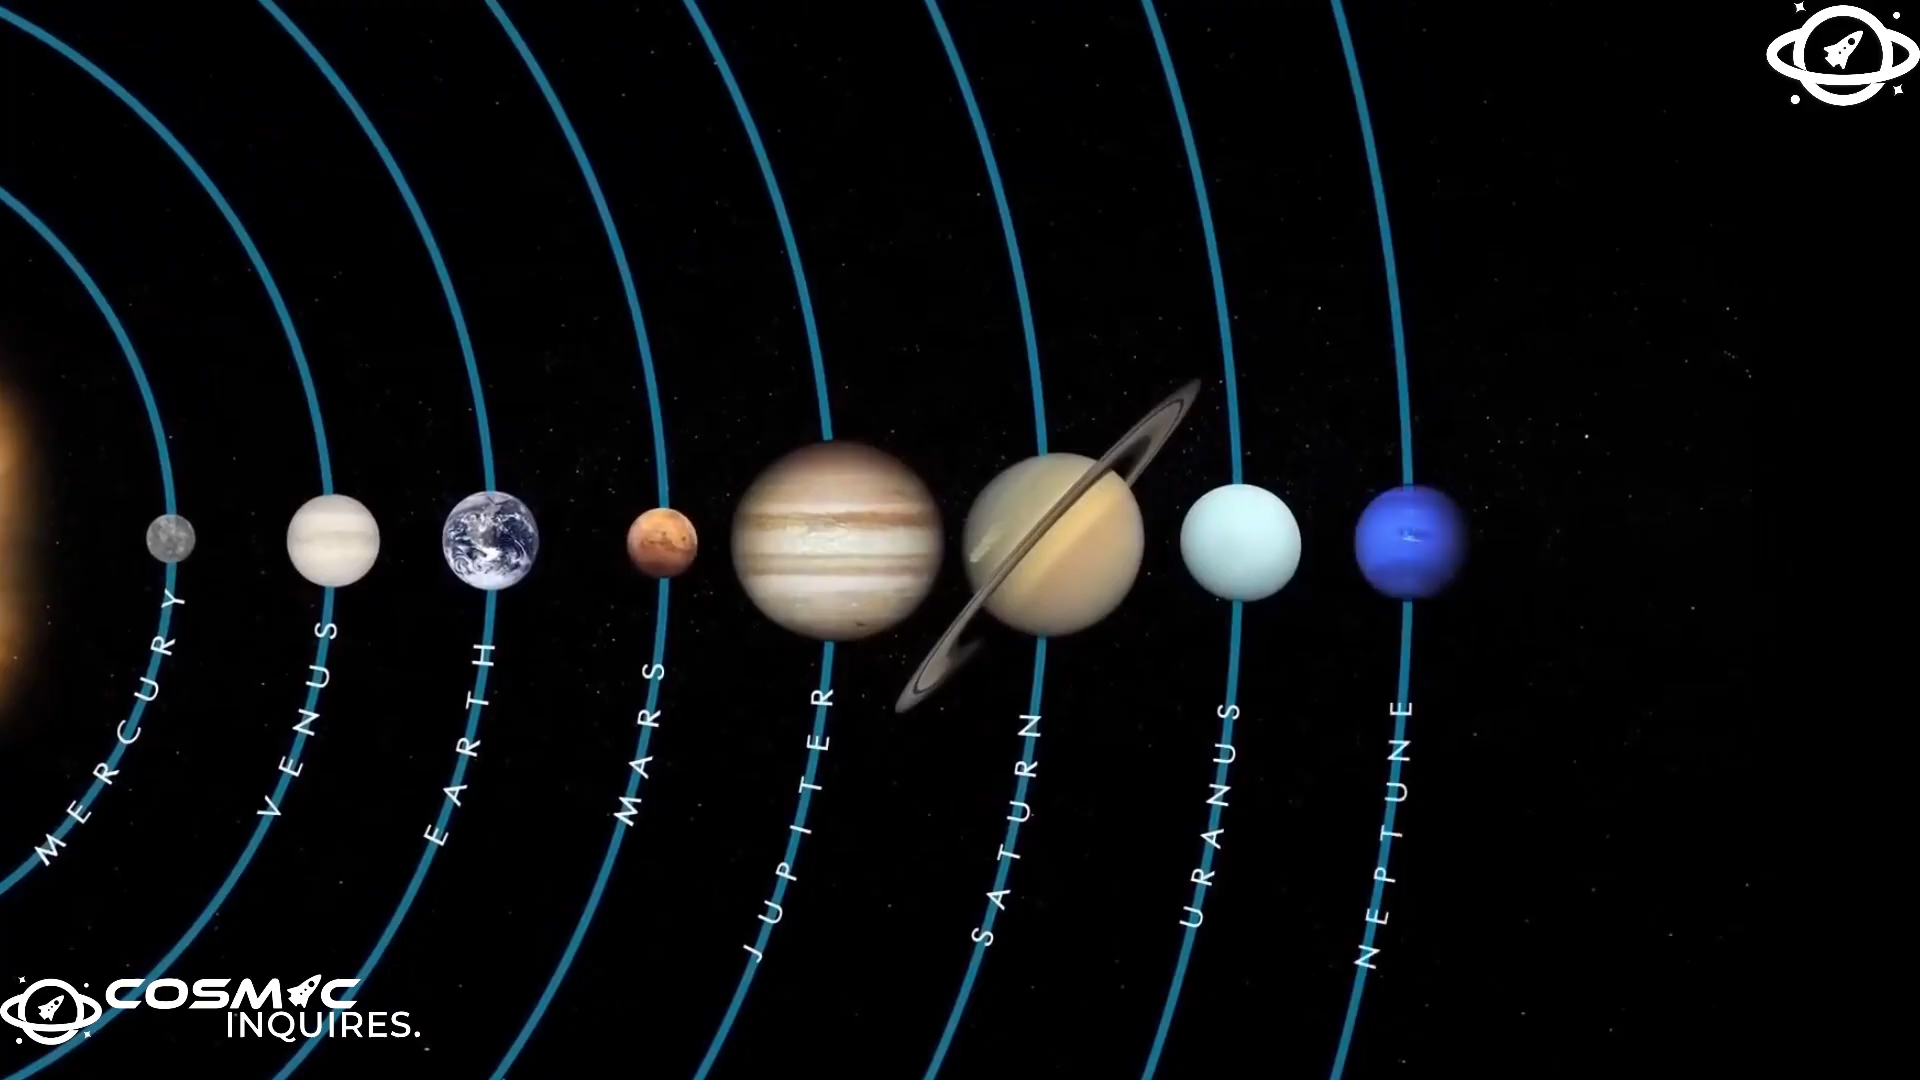 MERCURY
VENUS
EARTH
MARS
JUPITER
SATURN
URANUS
NEPTUNE
COSMIC
INQUIRES.